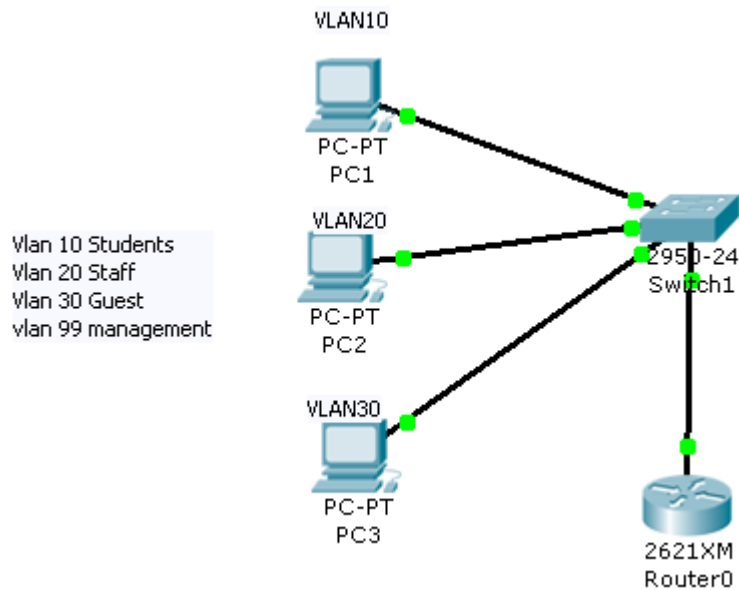 VLAN10
PC-PT
PC1
VLAN20
PC-PT
PC2
VLAN30
PC-PT
PC3
Vlan 10 Students
Vlan 20 Staff
Vlan 30 Guest
vlan 99 management
2950-24
Switch1
2621XM
Router0